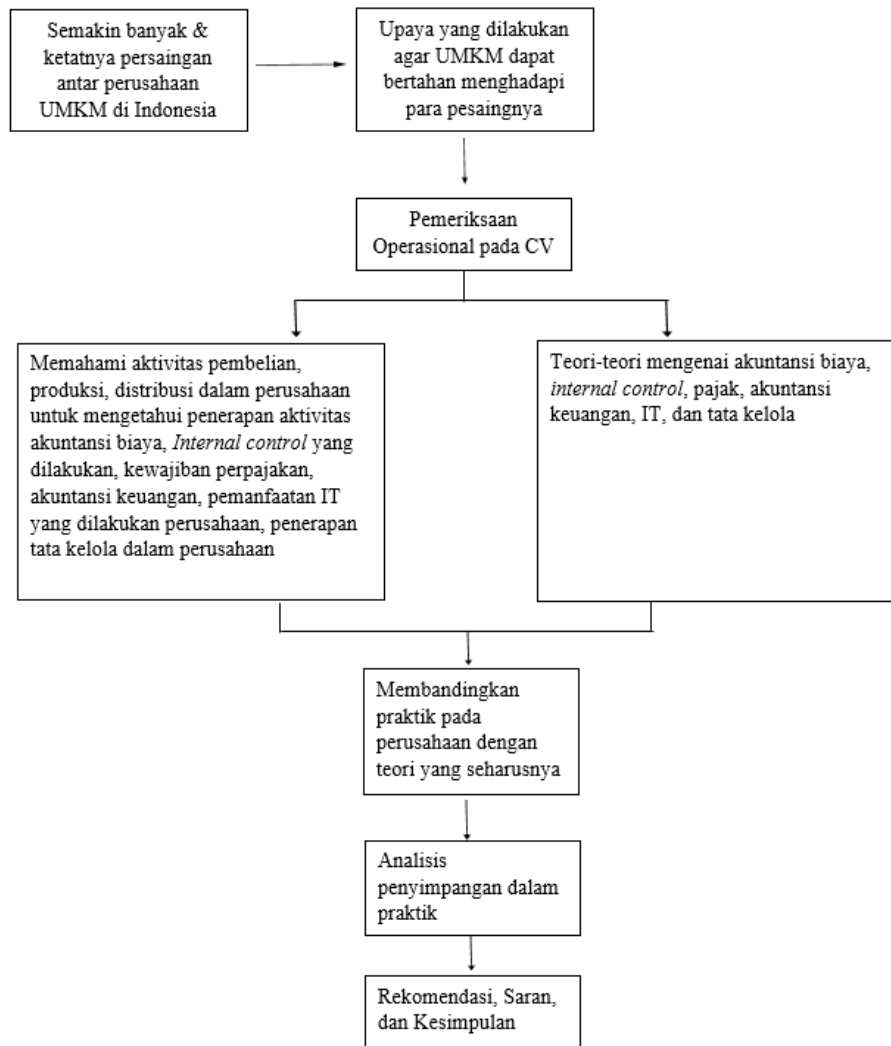 Semakin banyak &
ketatnya persaingan
antar perusahaan
UMKM di Indonesia
Upaya yang dilakukan
agar UMKM dapat
bertahan menghadapi
para pesaingnya
Pemeriksaan
Operasional pada CV
Memahami aktivitas pembelian,
produksi, distribusi dalam perusahaan
untuk mengetahui penerapan aktivitas
akuntansi biaya, Internal control yang
dilakukan, kewajiban perpajakan,
akuntansi keuangan, pemanfaatan IT
yang dilakukan perusahaan, penerapan
tata kelola dalam perusahaan
Teori-teori mengenai akuntansi biaya,
internal control, pajak, akuntansi
keuangan, IT, dan tata kelola
Membandingkan
praktik pada
perusahaan dengan
teori yang seharusnya
Analisis
penyimpangan dalam
praktik
Rekomendasi, Saran,
dan Kesimpulan